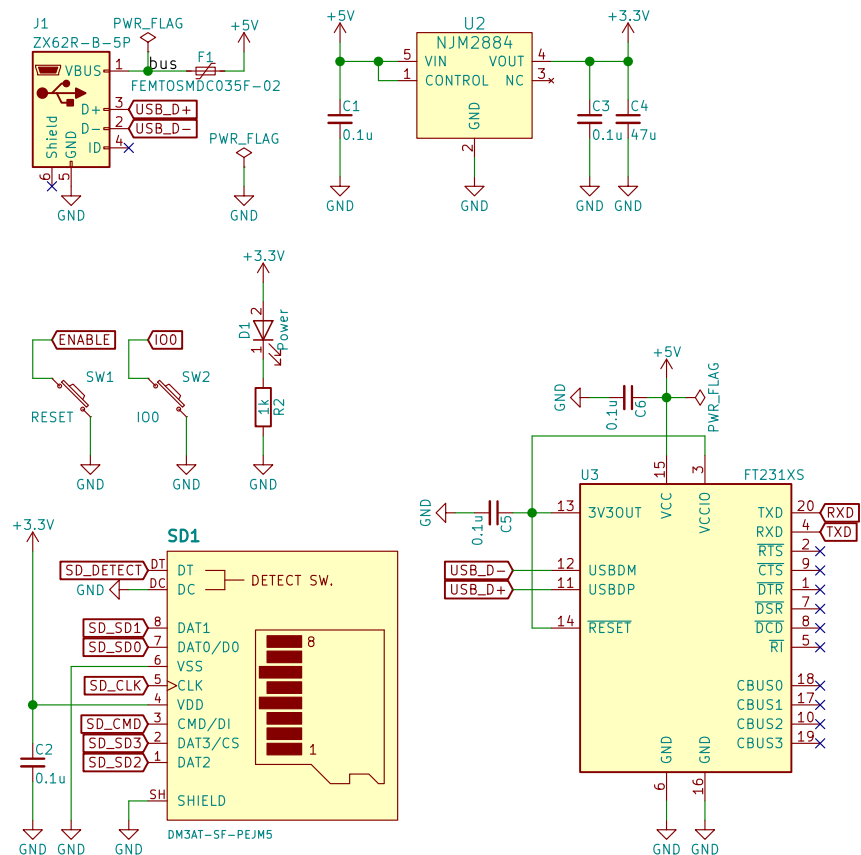 J1
ZX62R-B-5P
PWR_FLAG
+5V
bus
F1
FEMTOSMDC035F-02
VBUS
1
D+
3
USB_D+
D-
2
USB_D-
ID
4
Shield
GND
6
5
GND
PWR_FLAG
GND
+5V
U2
NJM2884
+3.3V
5
VIN
VOUT
4
1
CONTROL
NC
3
GND
2
C1
0.1u
C3
0.1u
C4
47u
GND
GND
GND
GND
+3.3V
2
D1
Power
1
1k
R2
GND
ENABLE
IO0
SW1
RESET
SW2
IO0
GND
GND
+5V
GND
0.1u
C6
PWR_FLAG
U3
FT231XS
15
3
VCC
VCCIO
GND
0.1u
C5
13
3V3OUT
USB_D-
12
USBDM
USB_D+
11
USBDP
14
RESET
TXD
20
RXD
RXD
4
TXD
RTS
2
CTS
9
DTR
1
DSR
7
DCD
8
RI
5
CBUS0
18
CBUS1
17
CBUS2
10
CBUS3
19
GND
GND
6
16
GND
GND
+3.3V
SD1
SD_DETECT
DT
DT
DETECT SW.
GND
DC
DC
SD_SD1
8
DAT1
SD_SD0
7
DAT0/D0
6
VSS
SD_CLK
5
CLK
4
VDD
SD_CMD
3
CMD/DI
SD_SD3
2
DAT3/CS
SD_SD2
1
DAT2
SH
SHIELD
8
1
C2
0.1u
DM3AT-SF-PEJM5
GND
GND
GND